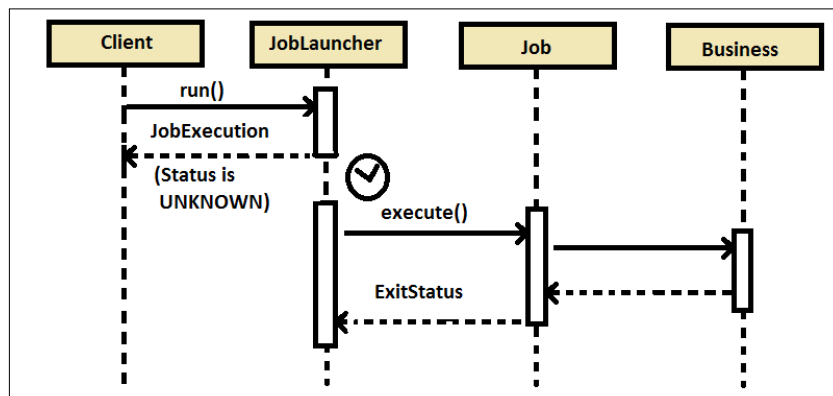 Client
JobLauncher
Job
Business
run()
JobExecution
(Status is
UNKNOWN)
execute()
ExitStatus